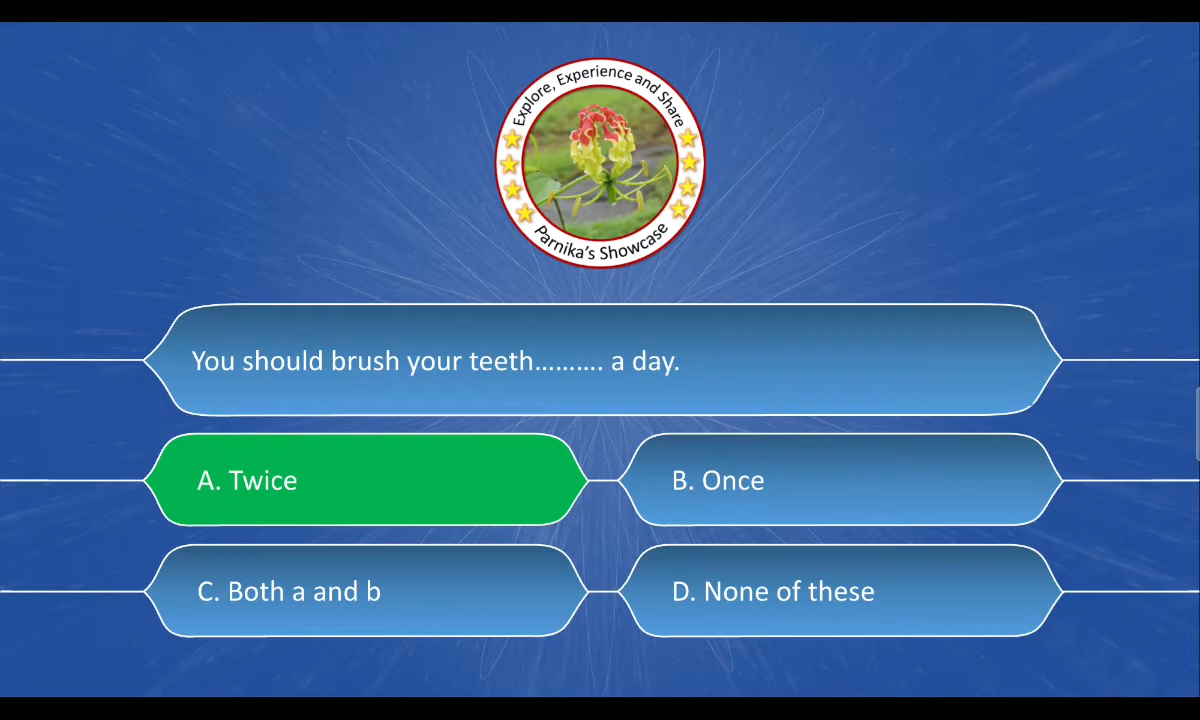 Explore, Experience and Share
Parnika's Showcase
You should brush your teeth.......... a day.
A. Twice
B. Once
C. Both a and b
D. None of these